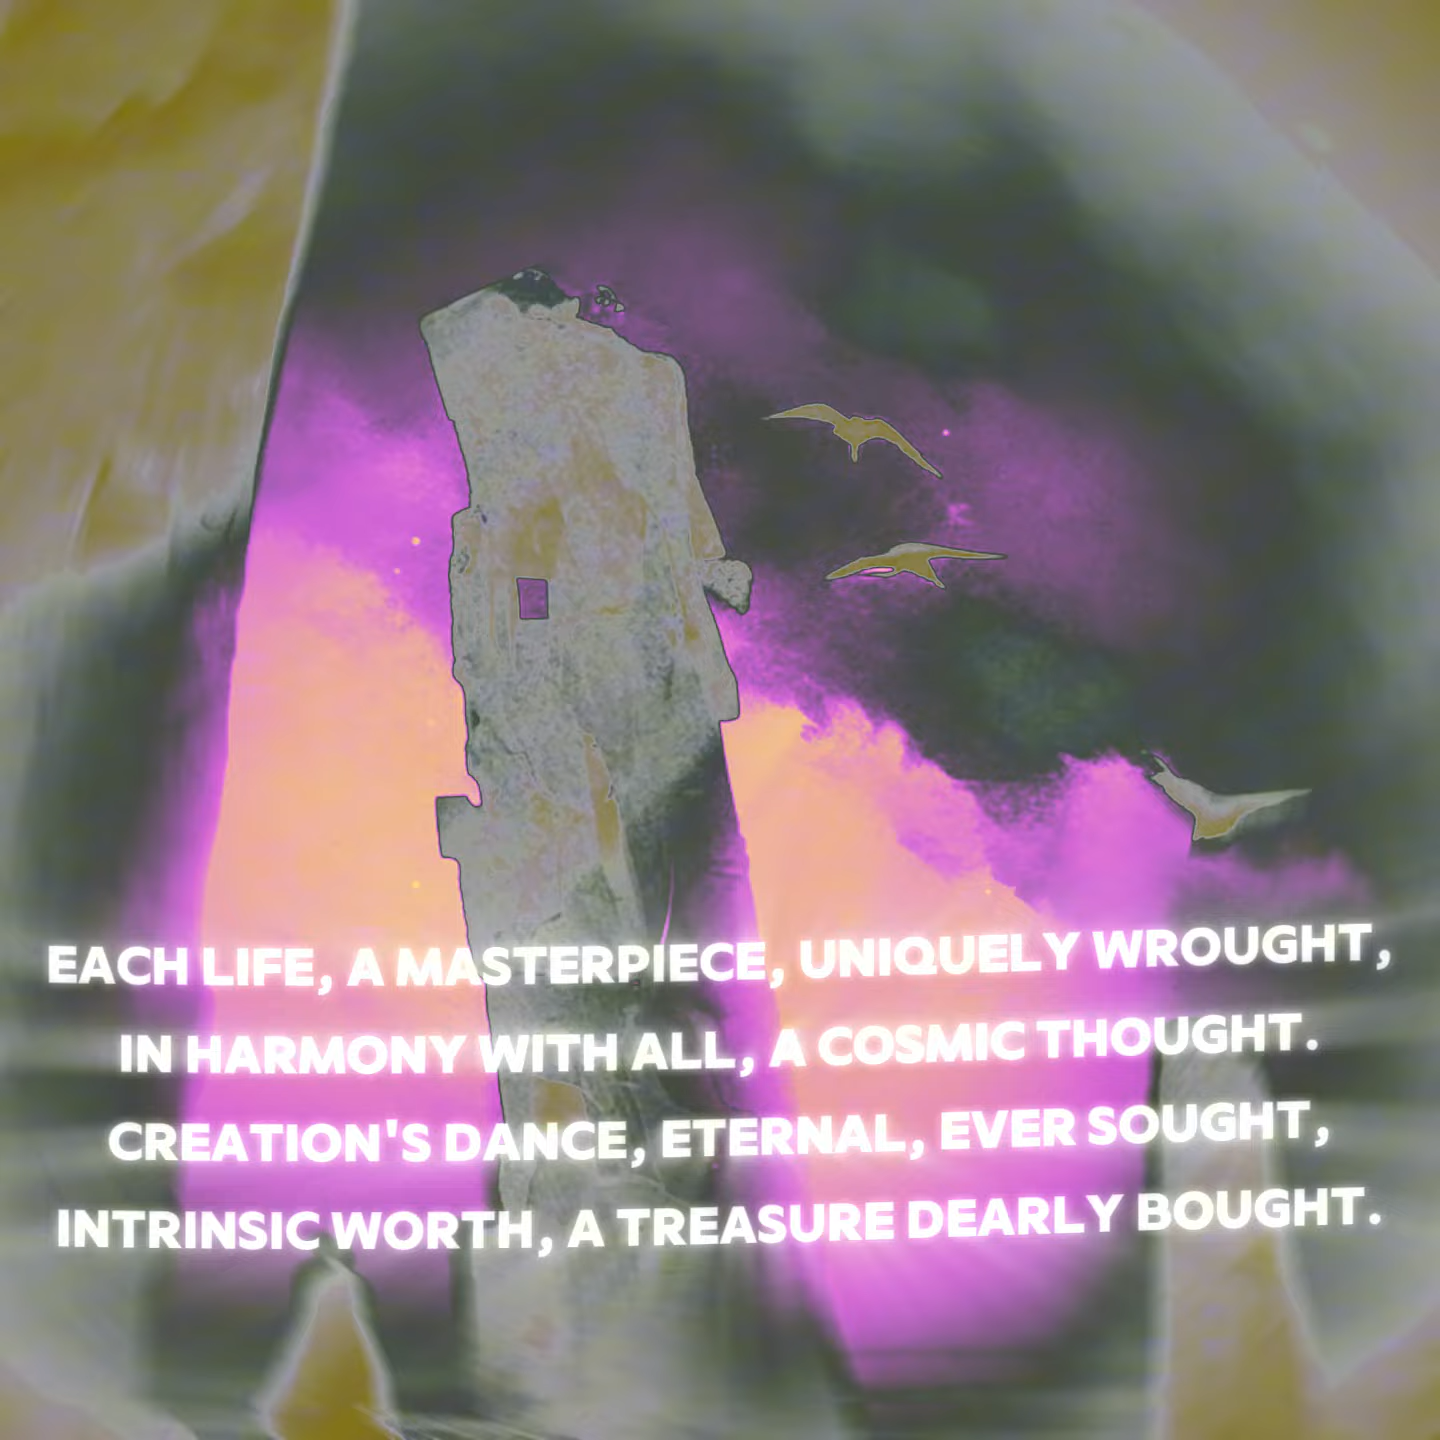 EACH LIFE, A MASTERPIECE, UNIQUELY WROUGHT,
IN HARMONY WITH ALL, A COSMIC THOUGHT.
CREATION'S DANCE, ETERNAL, EVER SOUGHT,
INTRINSIC WORTH, A TREASURE DEARLY BOUGHT.